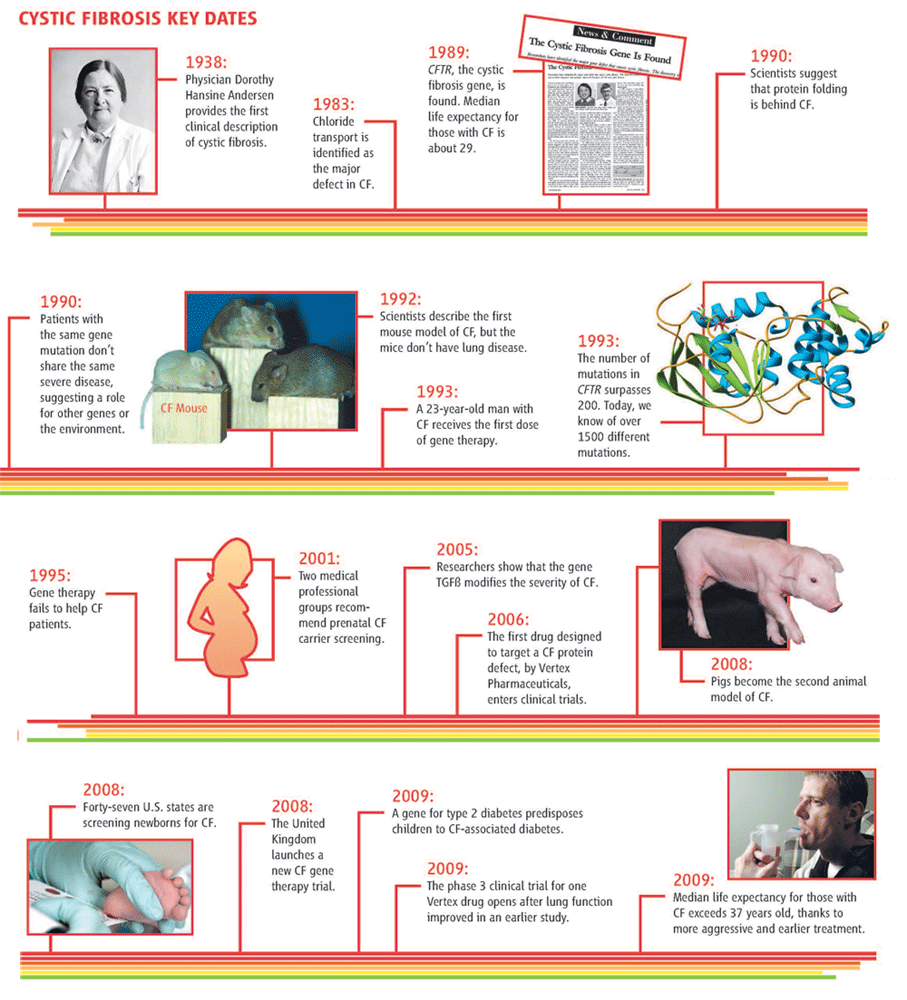 CYSTIC FIBROSIS KEY DATES
1938:
Physician Dorothy
Hansine Andersen
provides the first
clinical description
of cystic fibrosis.
1983:
Chloride
transport is
identified as
the major
defect in CF.
1989:
CFTR, the cystic
fibrosis gene, is
found. Median
life expectancy for
those with CF is
about 29.
News & Comment
The Cystic Fibrosis Gene Is Found
1990:
Scientists suggest
that protein folding
is behind CF.
1990:
Patients with
the same gene
mutation don't
share the same
severe disease,
suggesting a role
for other genes or
the environment.
CF Mouse
1992:
Scientists describe the first
mouse model of CF, but the
mice don't have lung disease.
1993:
A 23-year-old man with
CF receives the first dose
of gene therapy.
1993:
The number of
mutations in
CFTR surpasses
200. Today, we
know of over
1500 different
mutations.
1995:
Gene therapy
fails to help CF
patients.
2001:
Two medical
professional
groups recom-
mend prenatal CF
carrier screening.
2005:
Researchers show that the gene
TGFß modifies the severity of CF.
2006:
The first drug designed
to target a CF protein
defect, by Vertex
Pharmaceuticals,
enters clinical trials.
2008:
Pigs become the second animal
model of CF.
2008:
Forty-seven U.S. states are
screening newborns for CF.
2008:
The United
Kingdom
launches a
new CF gene
therapy trial.
2009:
A gene for type 2 diabetes predisposes
children to CF-associated diabetes.
2009:
The phase 3 clinical trial for one
Vertex drug opens after lung function
improved in an earlier study.
2009:
Median life expectancy for those with
CF exceeds 37 years old, thanks to
more aggressive and earlier treatment.